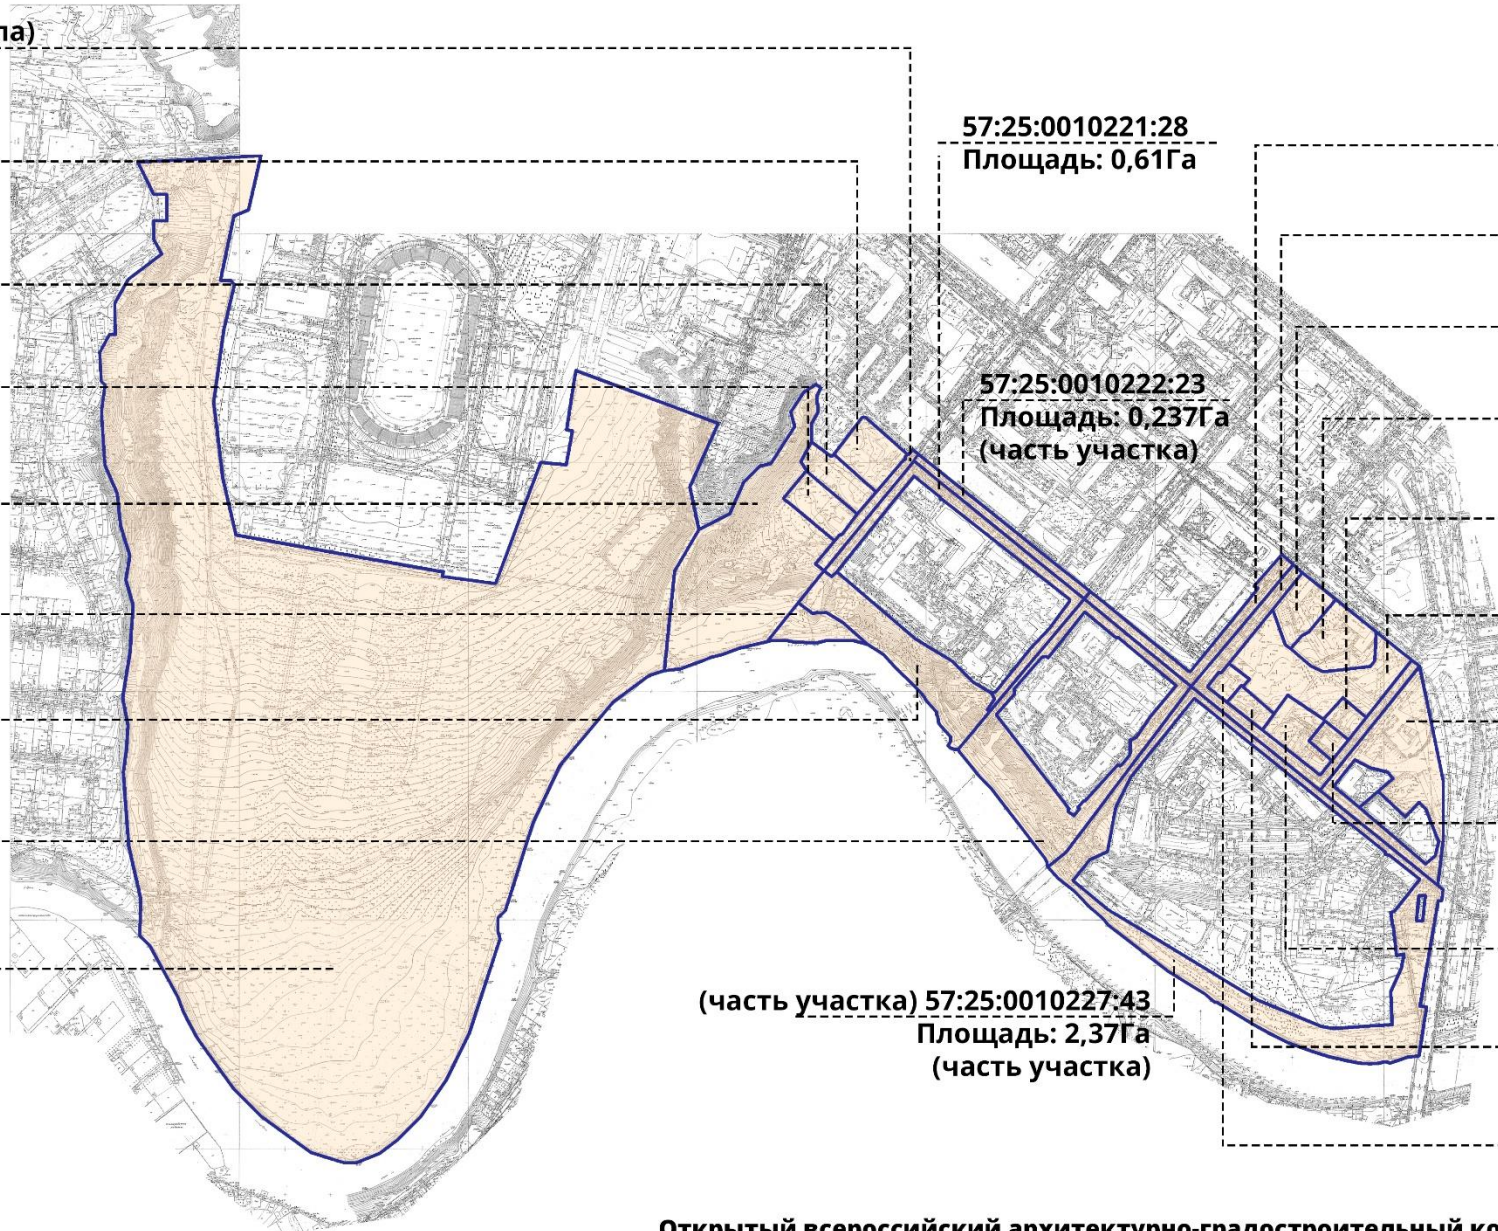 ла)
57:25:0010221:28
Площадь: 0,61Га
57:25:0010222:23
Площадь: 0,237Га
(часть участка)
(часть участка) 57:25:0010227:43
Площадь: 2,37Га
(часть участка)
Открытый всероссийский архитектурно-градостроительный ко